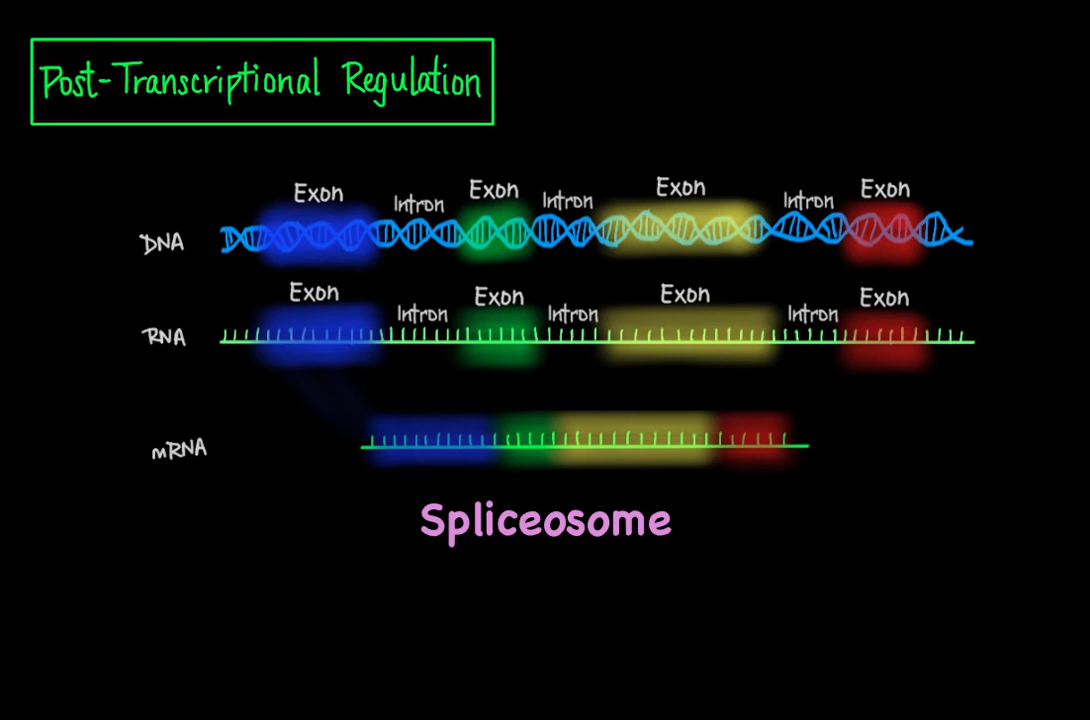 Post-Transcriptional Regulation
Exon Intron Exon Intron Exon Intron Exon
DNA
Exon Intron Exon Intron Exon Intron Exon
RNA
mRNA
Spliceosome